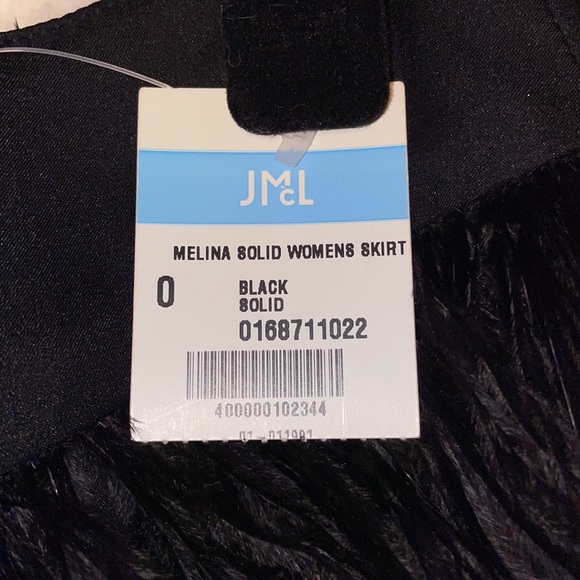 JMcL
MELINA SOLID WOMENS SKIRT
0
BLACK
SOLID
0168711022
400000102344